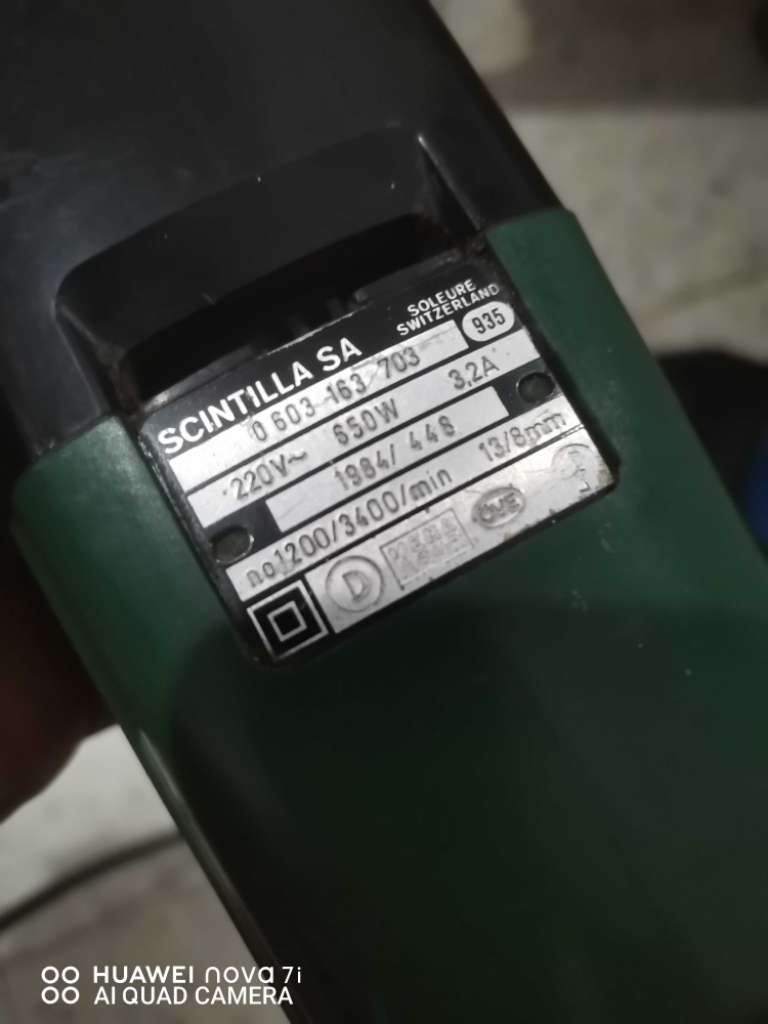 SOLEURE
SWITZERLAND
SCINTILLA SA
935
0 603 163 703
220V~ 650W 3,2A
1984/ 448
no1200/3400/min 13/8mm
D
ÖVE
HUAWEI nova 7i
AI QUAD CAMERA